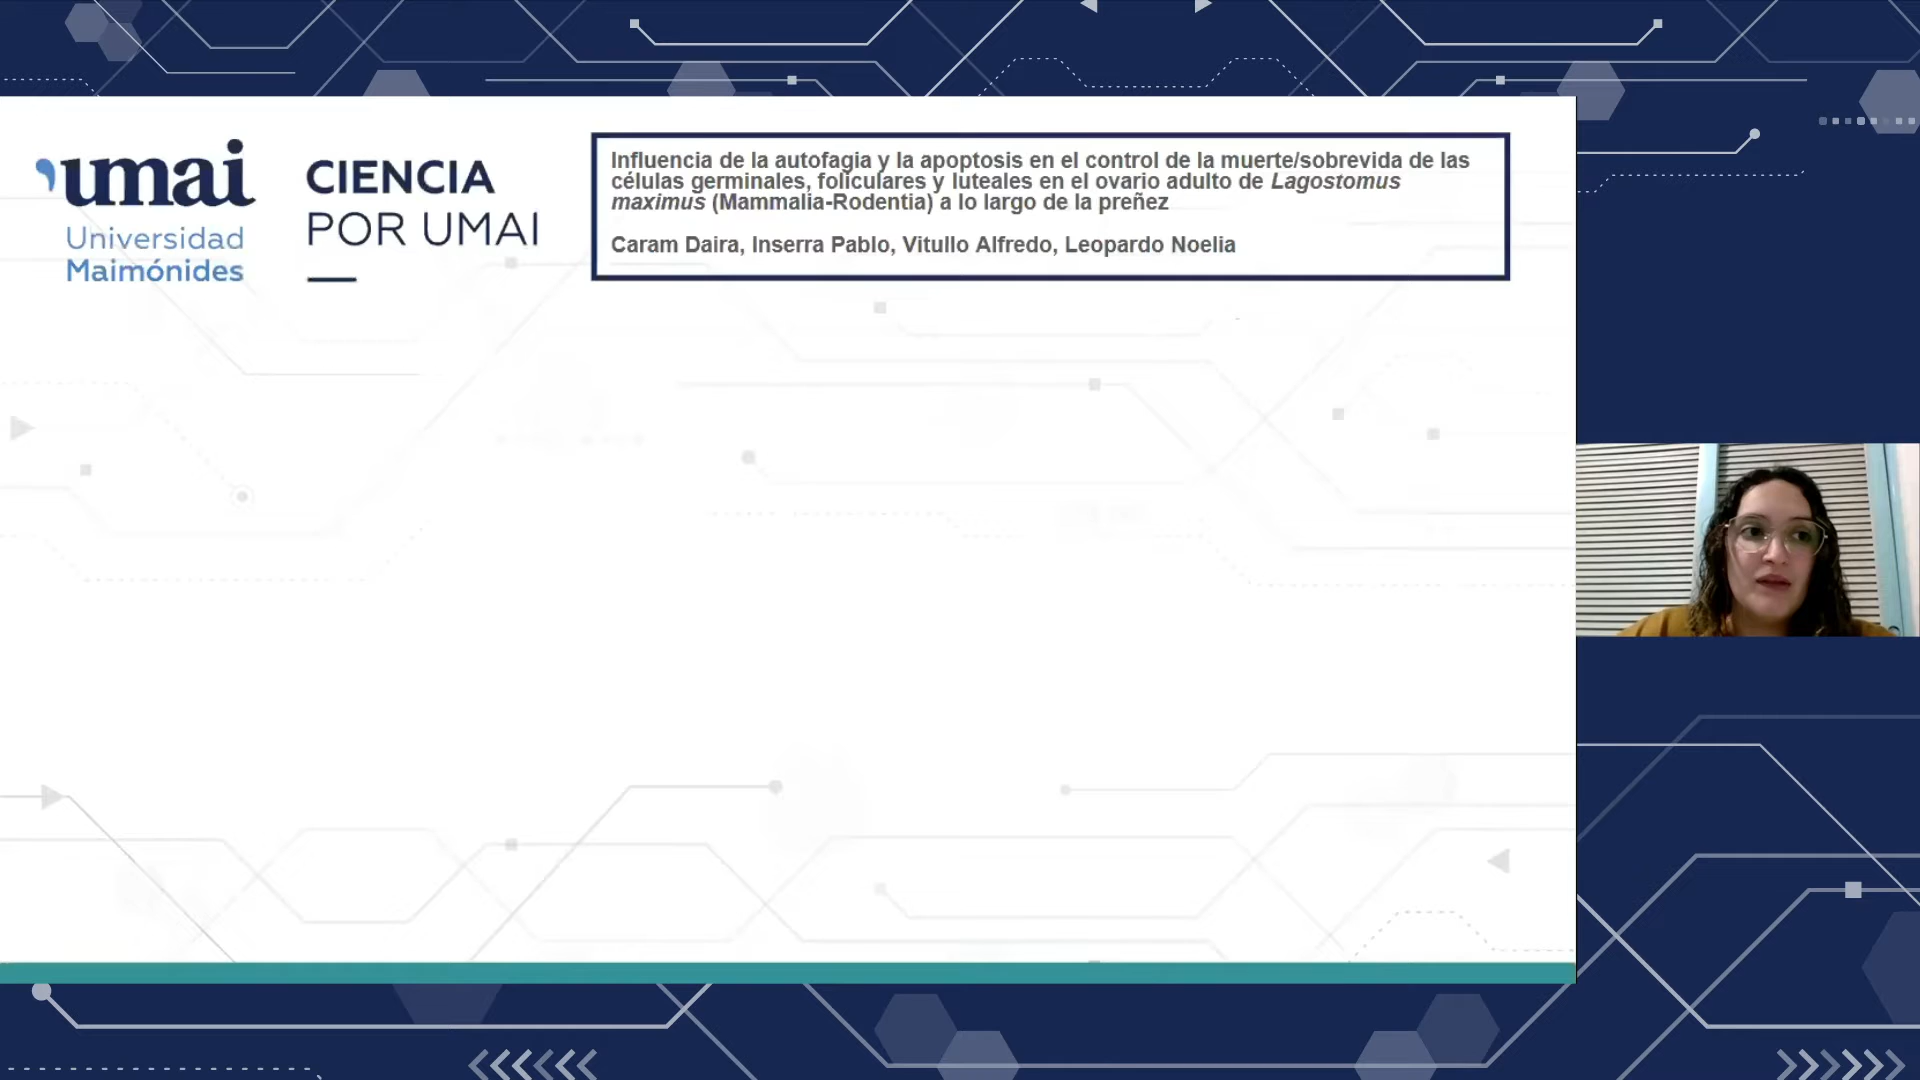 umai
Universidad
Maimónides
CIENCIA
POR UMAI
Influencia de la autofagia y la apoptosis en el control de la muerte/sobrevida de las
células germinales, foliculares y luteales en el ovario adulto de Lagostomus
maximus (Mammalia-Rodentia) a lo largo de la preñez
Caram Daira, Inserra Pablo, Vitullo Alfredo, Leopardo Noelia